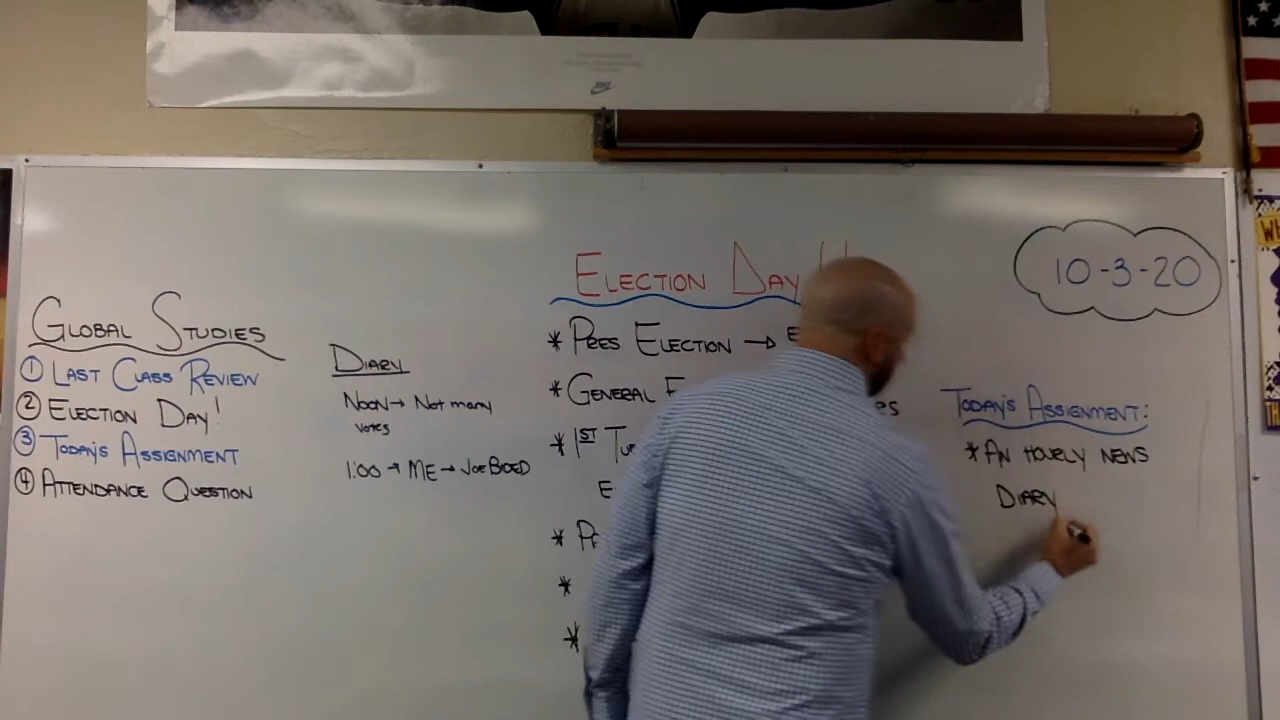 Election Day
10-3-20
Global Studies
① Last Class Review
② Election Day!
③ Today's Assignment
④ Attendance Question
Diary
Noon → Not many
votes
1:00 → ME → Joe Bided
* Pres Election →
* General
* 1ST
*
*
*
Today's Assignment:
* An hourly news
Diary